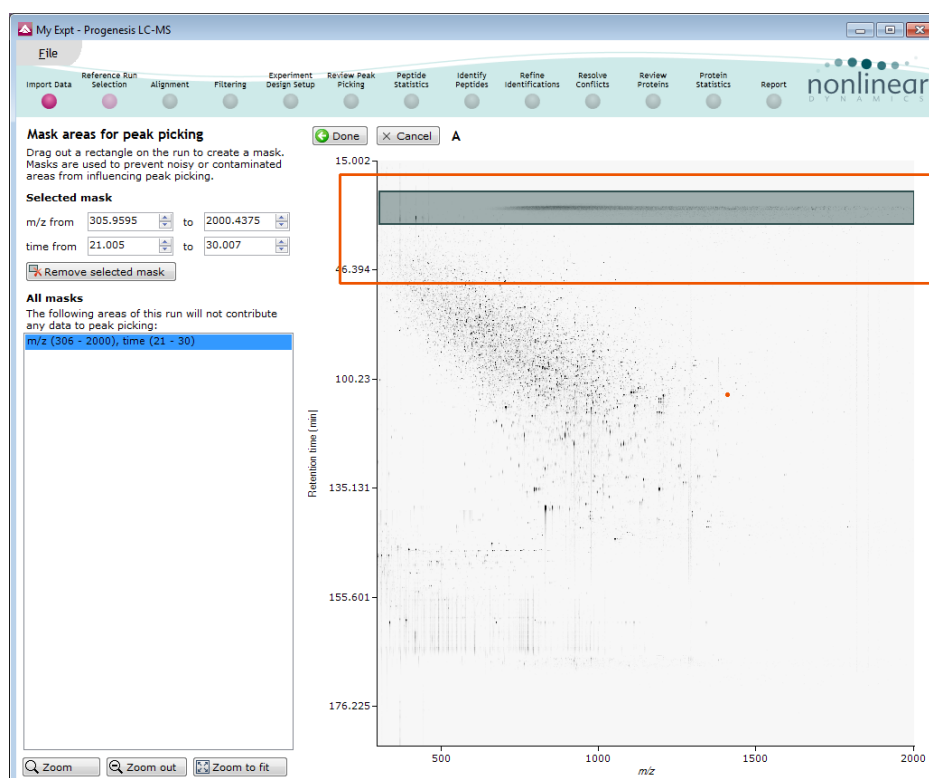 My Expt - Progenesis LC-MS
File
Import Data
Reference Run
Selection
Alignment
Filtering
Experiment
Design Setup
Review Peak
Picking
Peptide
Statistics
Identify
Peptides
Refine
Identifications
Resolve
Conflicts
Review
Proteins
Protein
Statistics
Report
nonlinear
DYNAMICS
Mask areas for peak picking
Drag out a rectangle on the run to create a mask.
Masks are used to prevent noisy or contaminated
areas from influencing peak picking.
Selected mask
m/z from 305.9595 to 2000.4375
time from 21.005 to 30.007
Remove selected mask
All masks
The following areas of this run will not contribute
any data to peak picking:
m/z (306 - 2000), time (21 - 30)
Zoom Zoom out Zoom to fit
Done Cancel A
15.002
46.394
100.23
135.131
155.601
176.225
Retention time (min)
500 1000 1500 2000
m/z